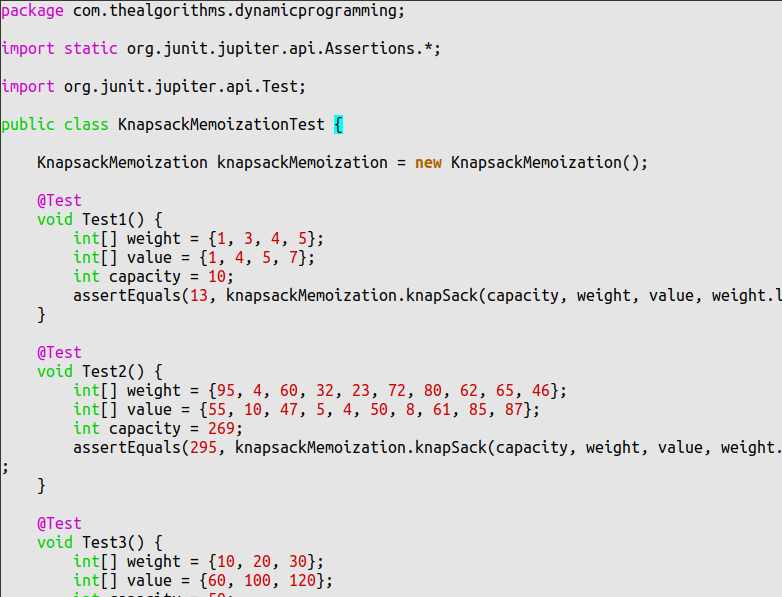 package com.thealgorithms.dynamicprogramming;
import static org.junit.jupiter.api.Assertions.*;
import org.junit.jupiter.api.Test;
public class KnapsackMemoizationTest {
    KnapsackMemoization knapsackMemoization = new KnapsackMemoization();
    @Test
    void Test1() {
        int[] weight = {1, 3, 4, 5};
        int[] value = {1, 4, 5, 7};
        int capacity = 10;
        assertEquals(13, knapsackMemoization.knapSack(capacity, weight, value, weight.l
    }
    @Test
    void Test2() {
        int[] weight = {95, 4, 60, 32, 23, 72, 80, 62, 65, 46};
        int[] value = {55, 10, 47, 5, 4, 50, 8, 61, 85, 87};
        int capacity = 269;
        assertEquals(295, knapsackMemoization.knapSack(capacity, weight, value, weight.
;
    }
    @Test
    void Test3() {
        int[] weight = {10, 20, 30};
        int[] value = {60, 100, 120};
        int capacity = 50;